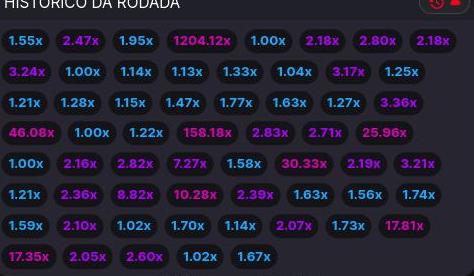 HISTÓRICO DA RODADA
1.55x 2.47x 1.95x 1204.12x 1.00x 2.18x 2.80x 2.18x
3.24x 1.00x 1.14x 1.13x 1.33x 1.04x 3.17x 1.25x
1.21x 1.28x 1.15x 1.47x 1.77x 1.63x 1.27x 3.36x
46.08x 1.00x 1.22x 158.18x 2.83x 2.71x 25.96x
1.00x 2.16x 2.82x 7.27x 1.58x 30.33x 2.19x 3.21x
1.21x 2.36x 8.82x 10.28x 2.39x 1.63x 1.56x 1.74x
1.59x 2.10x 1.02x 1.70x 1.14x 2.07x 1.73x 17.81x
17.35x 2.05x 2.60x 1.02x 1.67x